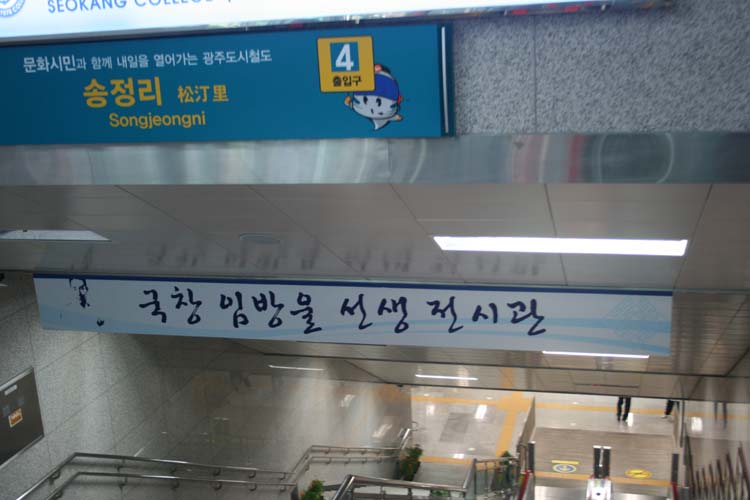 SEOKANG COLLEGE
문화시민과 함께 내일을 열어가는 광주도시철도
송정리 松汀里
Songjeongni
4
출입구
국창 임방울 선생 전시관